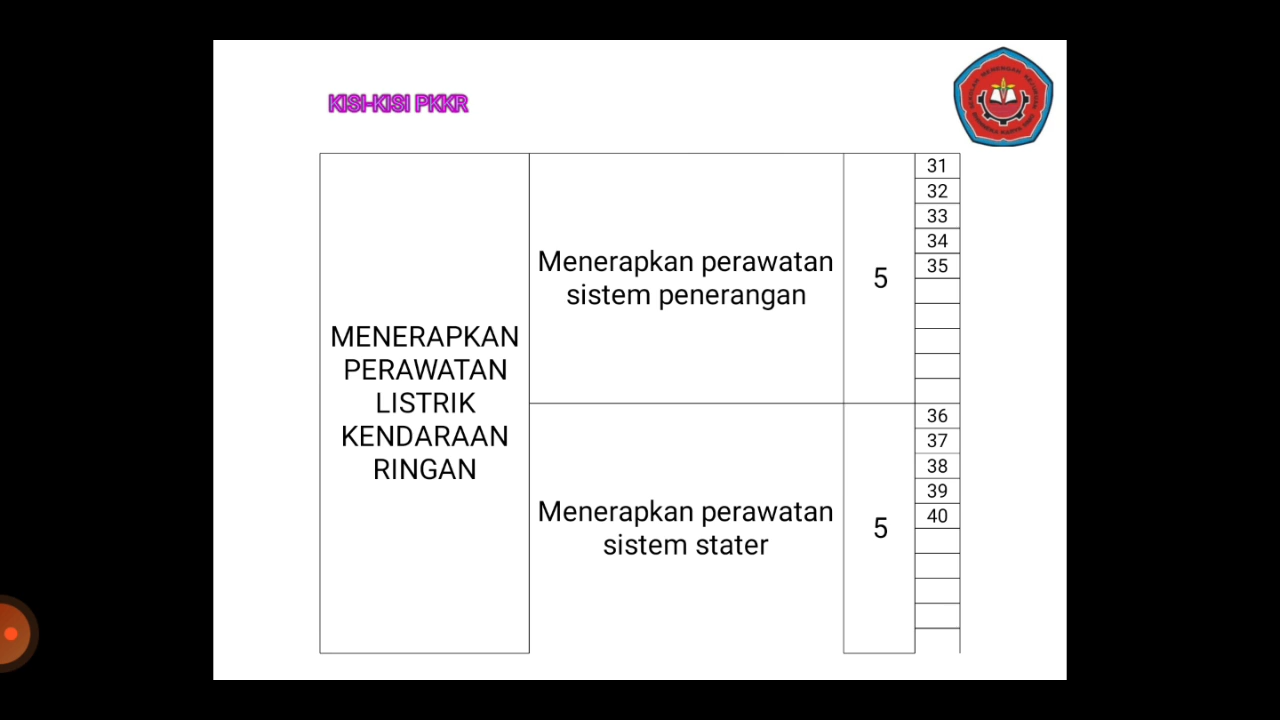 KISI-KISI PKKR
MENERAPKAN
PERAWATAN
LISTRIK
KENDARAAN
RINGAN
Menerapkan perawatan
sistem penerangan
5
31
32
33
34
35
Menerapkan perawatan
sistem stater
5
36
37
38
39
40